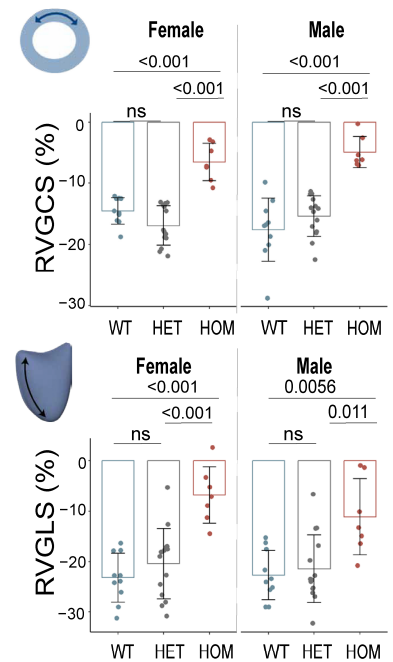 Female Male
<0.001 <0.001
<0.001 <0.001
ns ns
RVGCS (%)
0
−10
−20
−30
WT HET HOM WT HET HOM
Female Male
<0.001 0.0056
<0.001 0.011
ns ns
RVGLS (%)
0
−10
−20
−30
WT HET HOM WT HET HOM